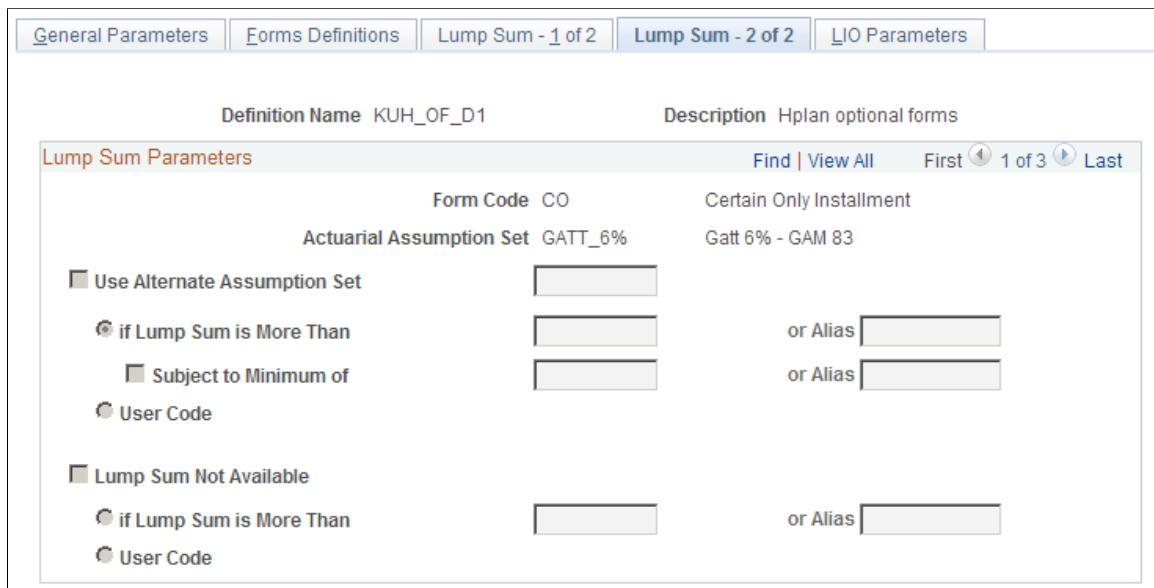 General Parameters Forms Definitions Lump Sum - 1 of 2 Lump Sum - 2 of 2 LIO Parameters
Definition Name KUH_OF_D1 Description Hplan optional forms
Lump Sum Parameters Find | View All First 1 of 3 Last
Form Code CO Certain Only Installment
Actuarial Assumption Set GATT_6% Gatt 6% - GAM 83
Use Alternate Assumption Set
if Lump Sum is More Than or Alias
Subject to Minimum of or Alias
User Code
Lump Sum Not Available
if Lump Sum is More Than or Alias
User Code